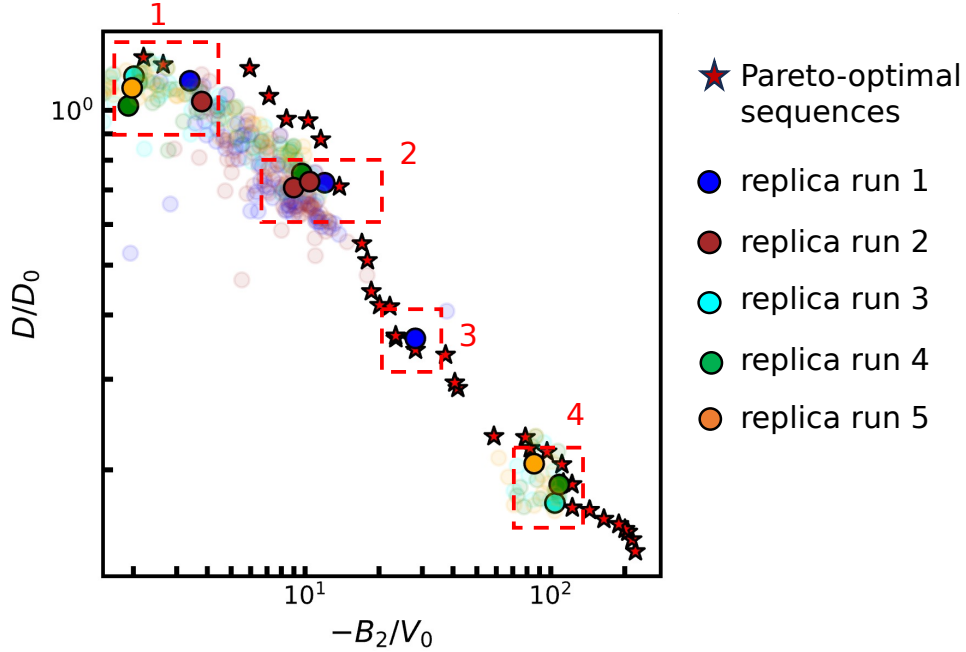 1
2
3
4
10⁰
D/D₀
10¹
10²
−B₂/V₀
Pareto-optimal
sequences
replica run 1
replica run 2
replica run 3
replica run 4
replica run 5